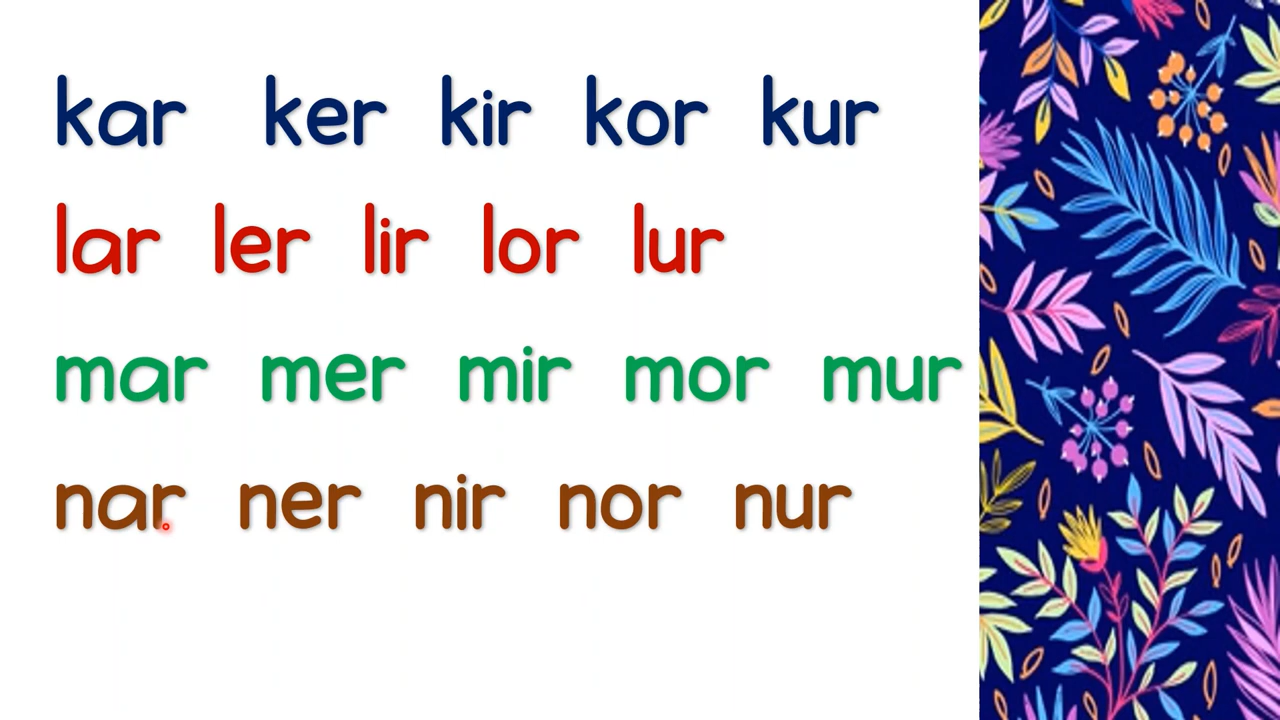 kar ker kir kor kur
lar ler lir lor lur
mar mer mir mor mur
nar ner nir nor nur